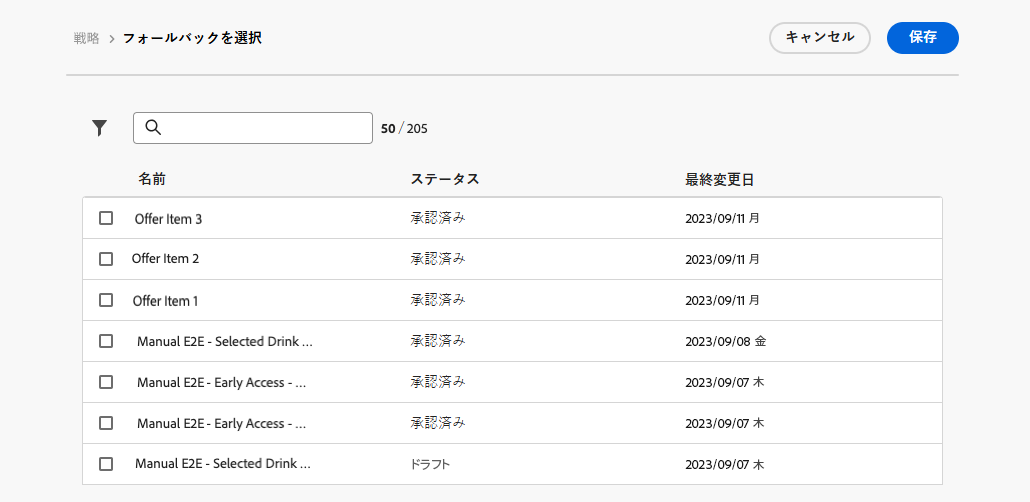 戦略 > フォールバックを選択 キャンセル 保存
50 / 205
名前 ステータス 最終変更日
Offer Item 3 承認済み 2023/09/11 月
Offer Item 2 承認済み 2023/09/11 月
Offer Item 1 承認済み 2023/09/11 月
Manual E2E - Selected Drink ... 承認済み 2023/09/08 金
Manual E2E - Early Access - ... 承認済み 2023/09/07 木
Manual E2E - Early Access - ... 承認済み 2023/09/07 木
Manual E2E - Selected Drink ... ドラフト 2023/09/07 木